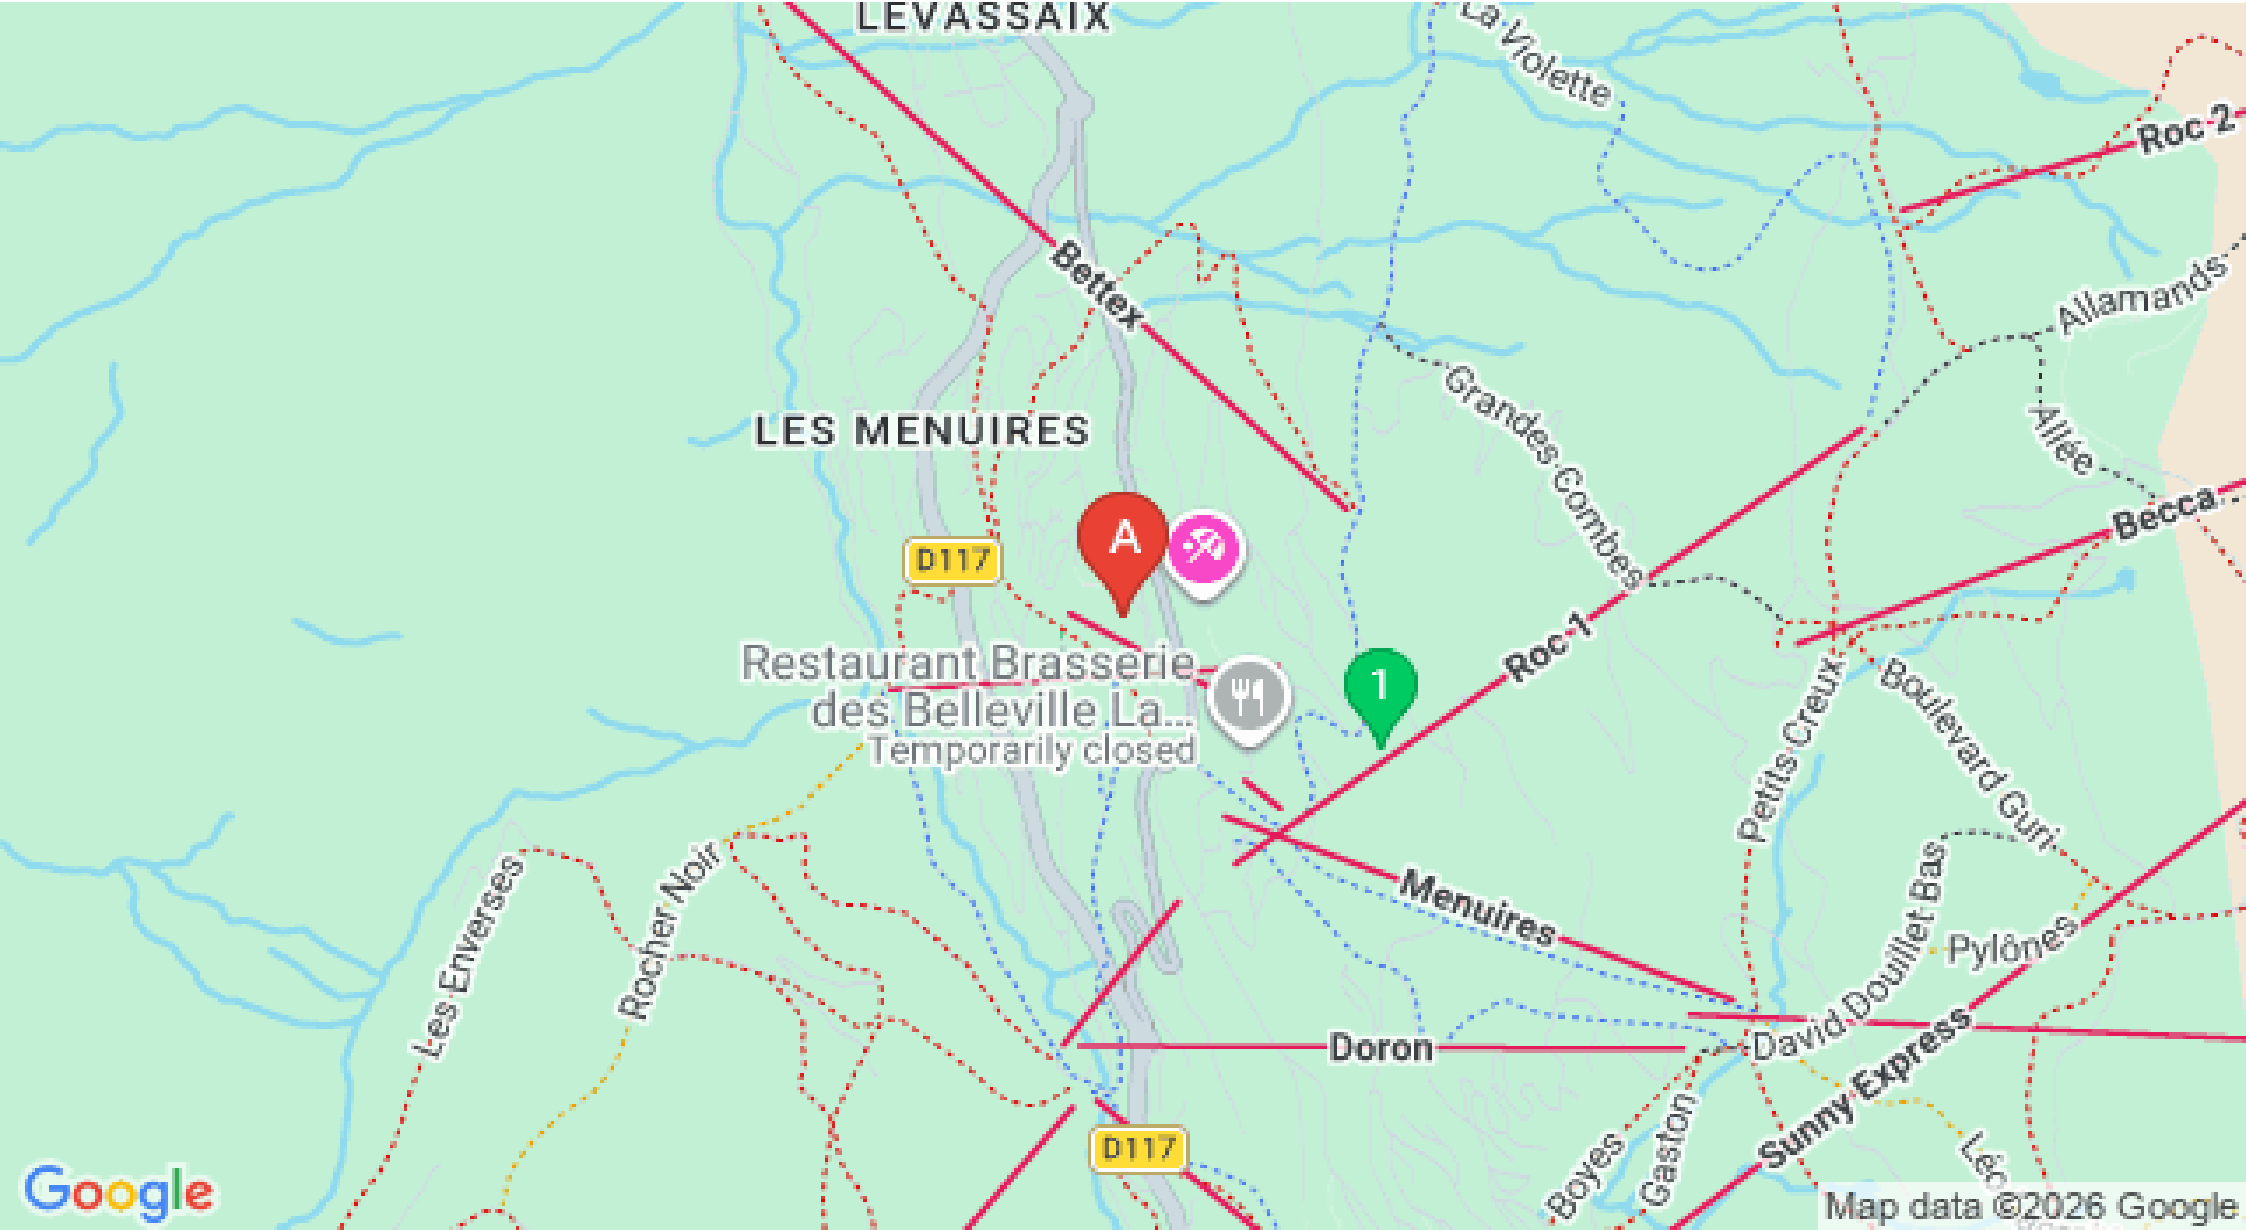 LEVASSAIX
La Violette
Roc 2
Bettex
Allamands
Grandes Combes
Allée
LES MENUIRES
Becca
A
D117
Roc 1
1
Restaurant Brasserie
des Belleville La...
Temporarily closed
Petits Creux
Boulevard Guri
Rocher Noir
Les Enverses
Menuires
David Douillet Bas
Pylônes
Doron
Sunny Express
D117
Boyes
Gaston
Léo
Google
Map data ©2026 Google